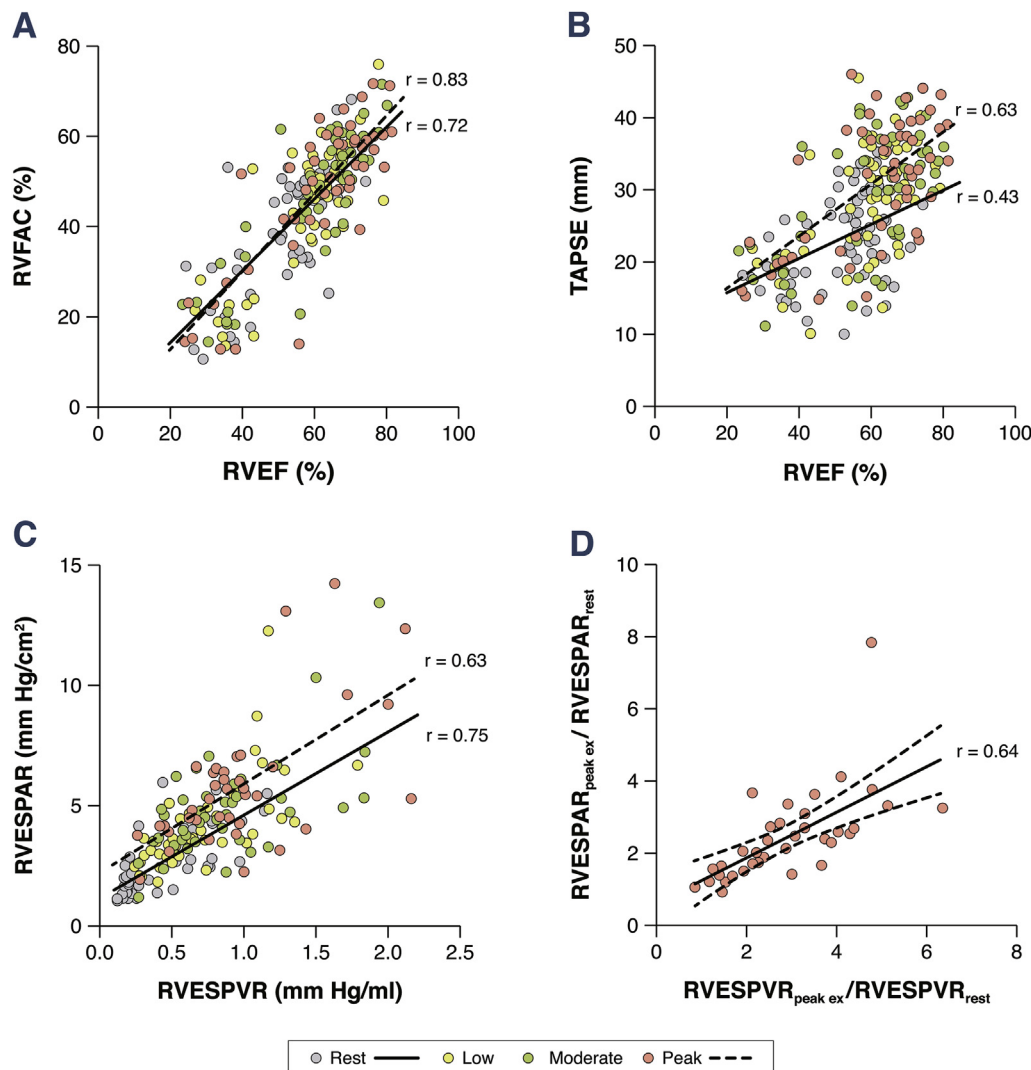 A
80
60
40
20
0
RVFAC (%)
r = 0.83
r = 0.72
0 20 40 60 80 100
RVEF (%)
B
50
40
30
20
10
0
TAPSE (mm)
r = 0.63
r = 0.43
0 20 40 60 80 100
RVEF (%)
C
15
10
5
0
RVESPAR (mm Hg/cm²)
r = 0.63
r = 0.75
0.0 0.5 1.0 1.5 2.0 2.5
RVESPVR (mm Hg/ml)
D
10
8
6
4
2
0
RVESPARpeak ex/ RVESPARrest
r = 0.64
0 2 4 6 8
RVESPVRpeak ex/RVESPVRrest
Rest Low Moderate Peak